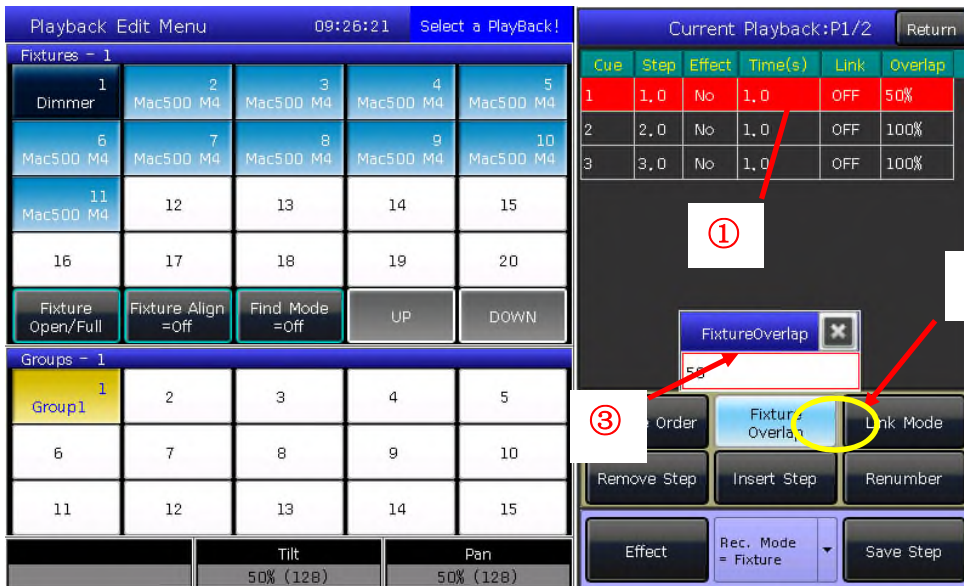 Playback Edit Menu 09:26:21 Select a PlayBack!
Fixtures - 1
1 Dimmer
2 Mac500 M4
3 Mac500 M4
4 Mac500 M4
5 Mac500 M4
6 Mac500 M4
7 Mac500 M4
8 Mac500 M4
9 Mac500 M4
10 Mac500 M4
11 Mac500 M4
12 13 14 15
16 17 18 19 20
Fixture Open/Full
Fixture Align =Off
Find Mode =Off
UP
DOWN
Groups - 1
1 Group1
2 3 4 5
6 7 8 9 10
11 12 13 14 15
Tilt Pan
50% (128) 50% (128)
Current Playback:P1/2 Return
Cue Step Effect Time(s) Link Overlap
1 1.0 No 1.0 OFF 50%
2 2.0 No 1.0 OFF 100%
3 3.0 No 1.0 OFF 100%
①
FixtureOverlap
③
Order
Fixture Overlap
Link Mode
Remove Step
Insert Step
Renumber
Effect
Rec. Mode = Fixture
Save Step